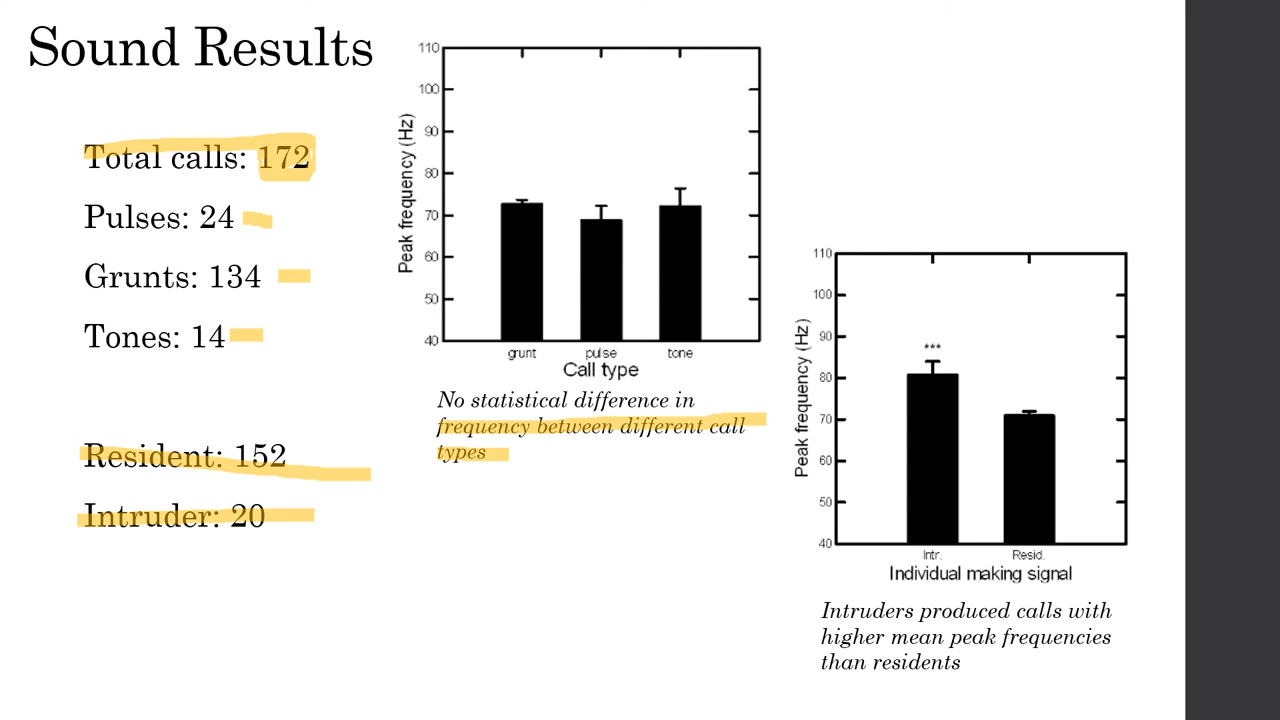 Sound Results
Total calls: 172
Pulses: 24
Grunts: 134
Tones: 14
Resident: 152
Intruder: 20
Peak frequency (Hz)
110
100
90
80
70
60
50
40
grunt pulse tone
Call type
No statistical difference in
frequency between different call
types
Peak frequency (Hz)
110
100
90
80
70
60
50
40
***
Intr. Resid.
Individual making signal
Intruders produced calls with
higher mean peak frequencies
than residents